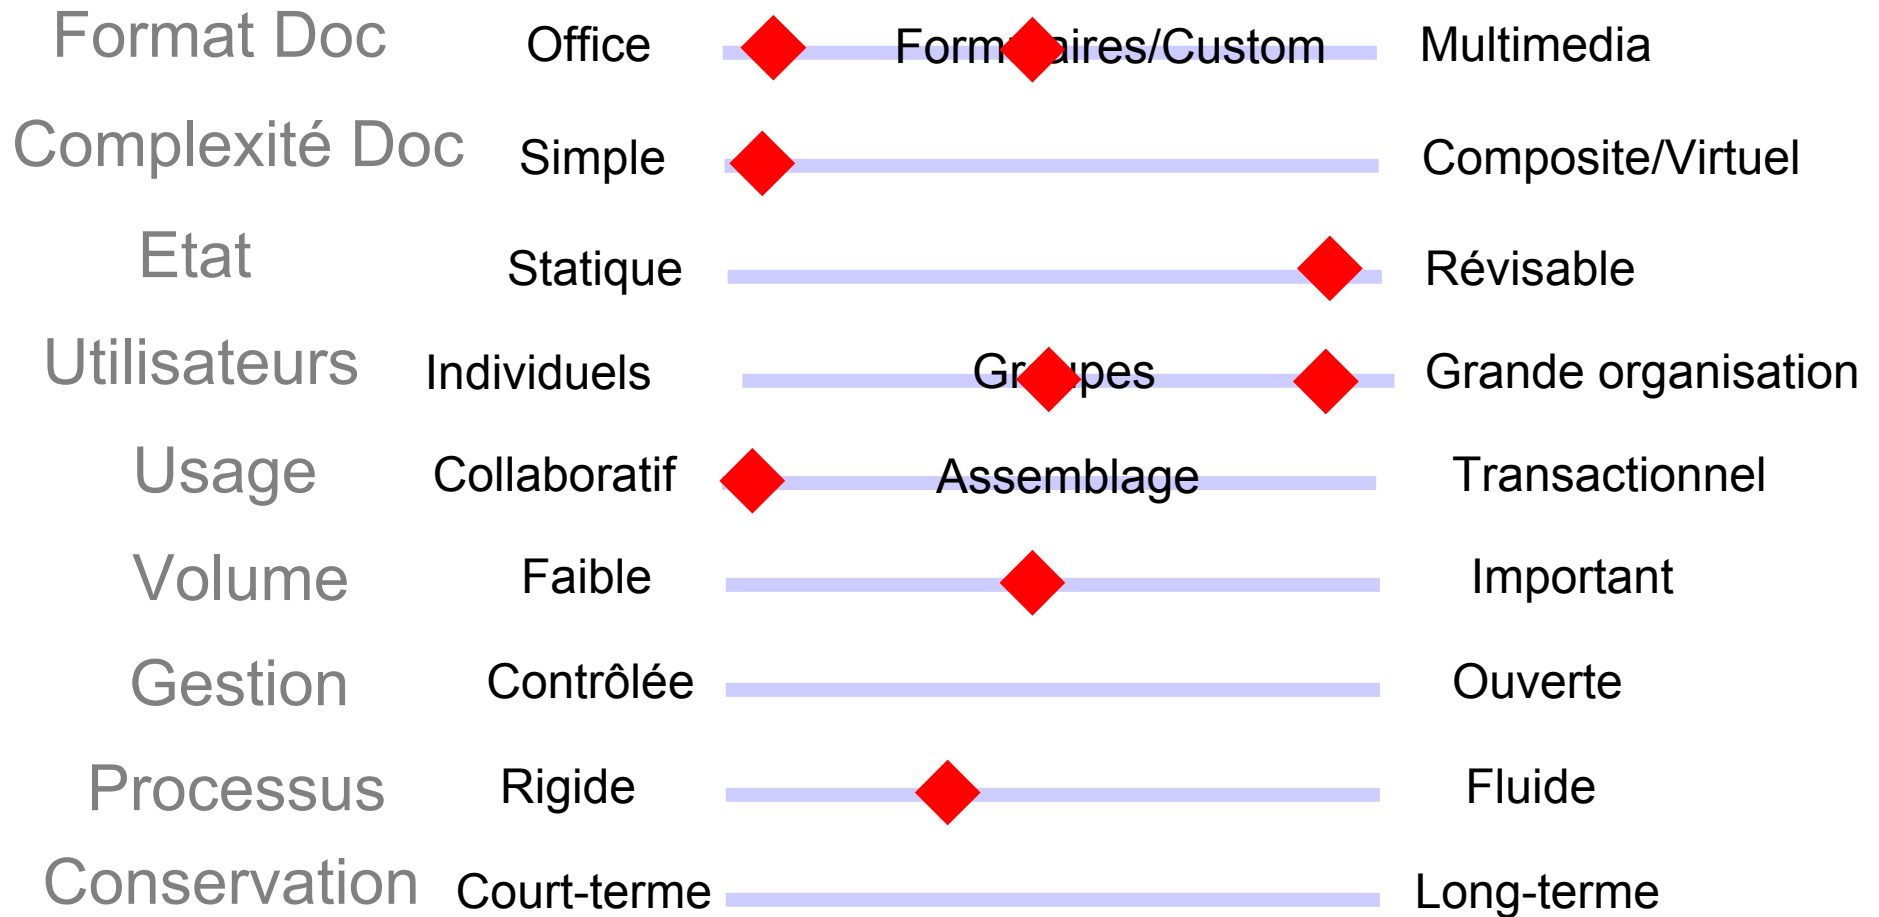 Format Doc Office Formulaires/Custom Multimedia
Complexité Doc Simple Composite/Virtuel
Etat Statique Révisable
Utilisateurs Individuels Groupes Grande organisation
Usage Collaboratif Assemblage Transactionnel
Volume Faible Important
Gestion Contrôlée Ouverte
Processus Rigide Fluide
Conservation Court-terme Long-terme